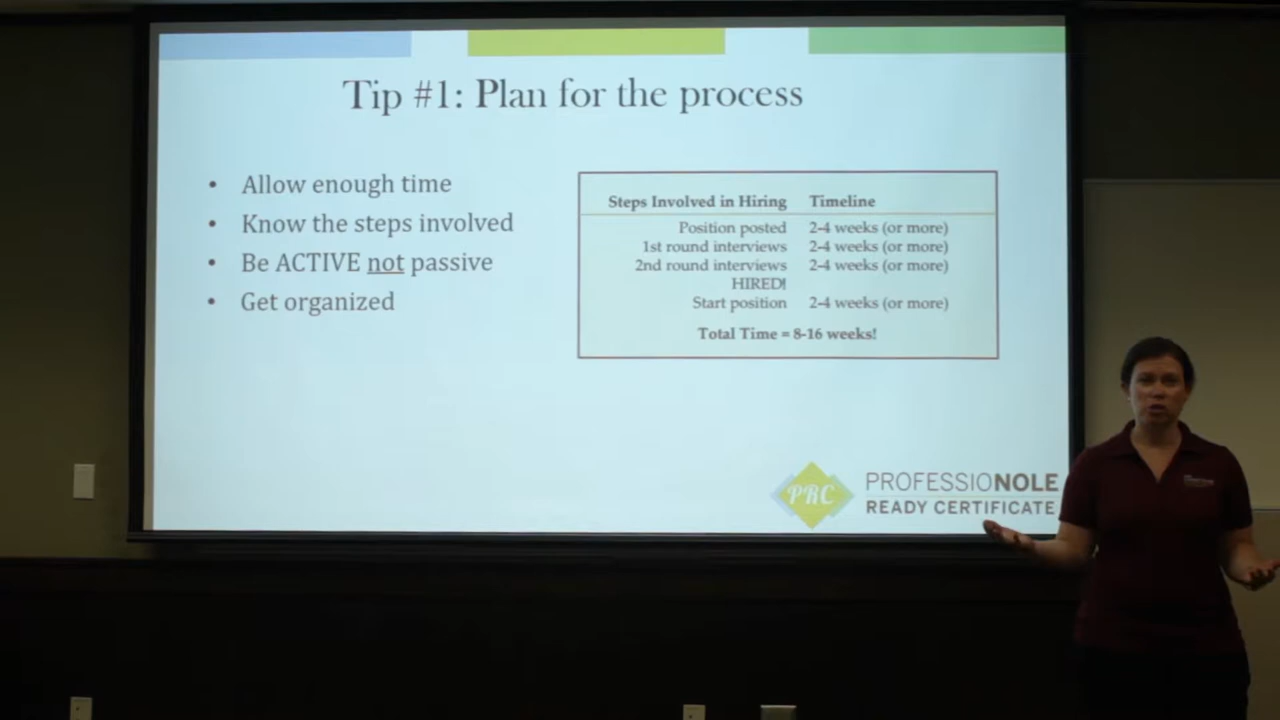 Tip #1: Plan for the process
• Allow enough time
• Know the steps involved
• Be ACTIVE not passive
• Get organized
Steps Involved in Hiring Timeline
Position posted 2-4 weeks (or more)
1st round interviews 2-4 weeks (or more)
2nd round interviews 2-4 weeks (or more)
HIRED!
Start position 2-4 weeks (or more)
Total Time = 8-16 weeks!
PRC
PROFESSIONOLE
READY CERTIFICATE